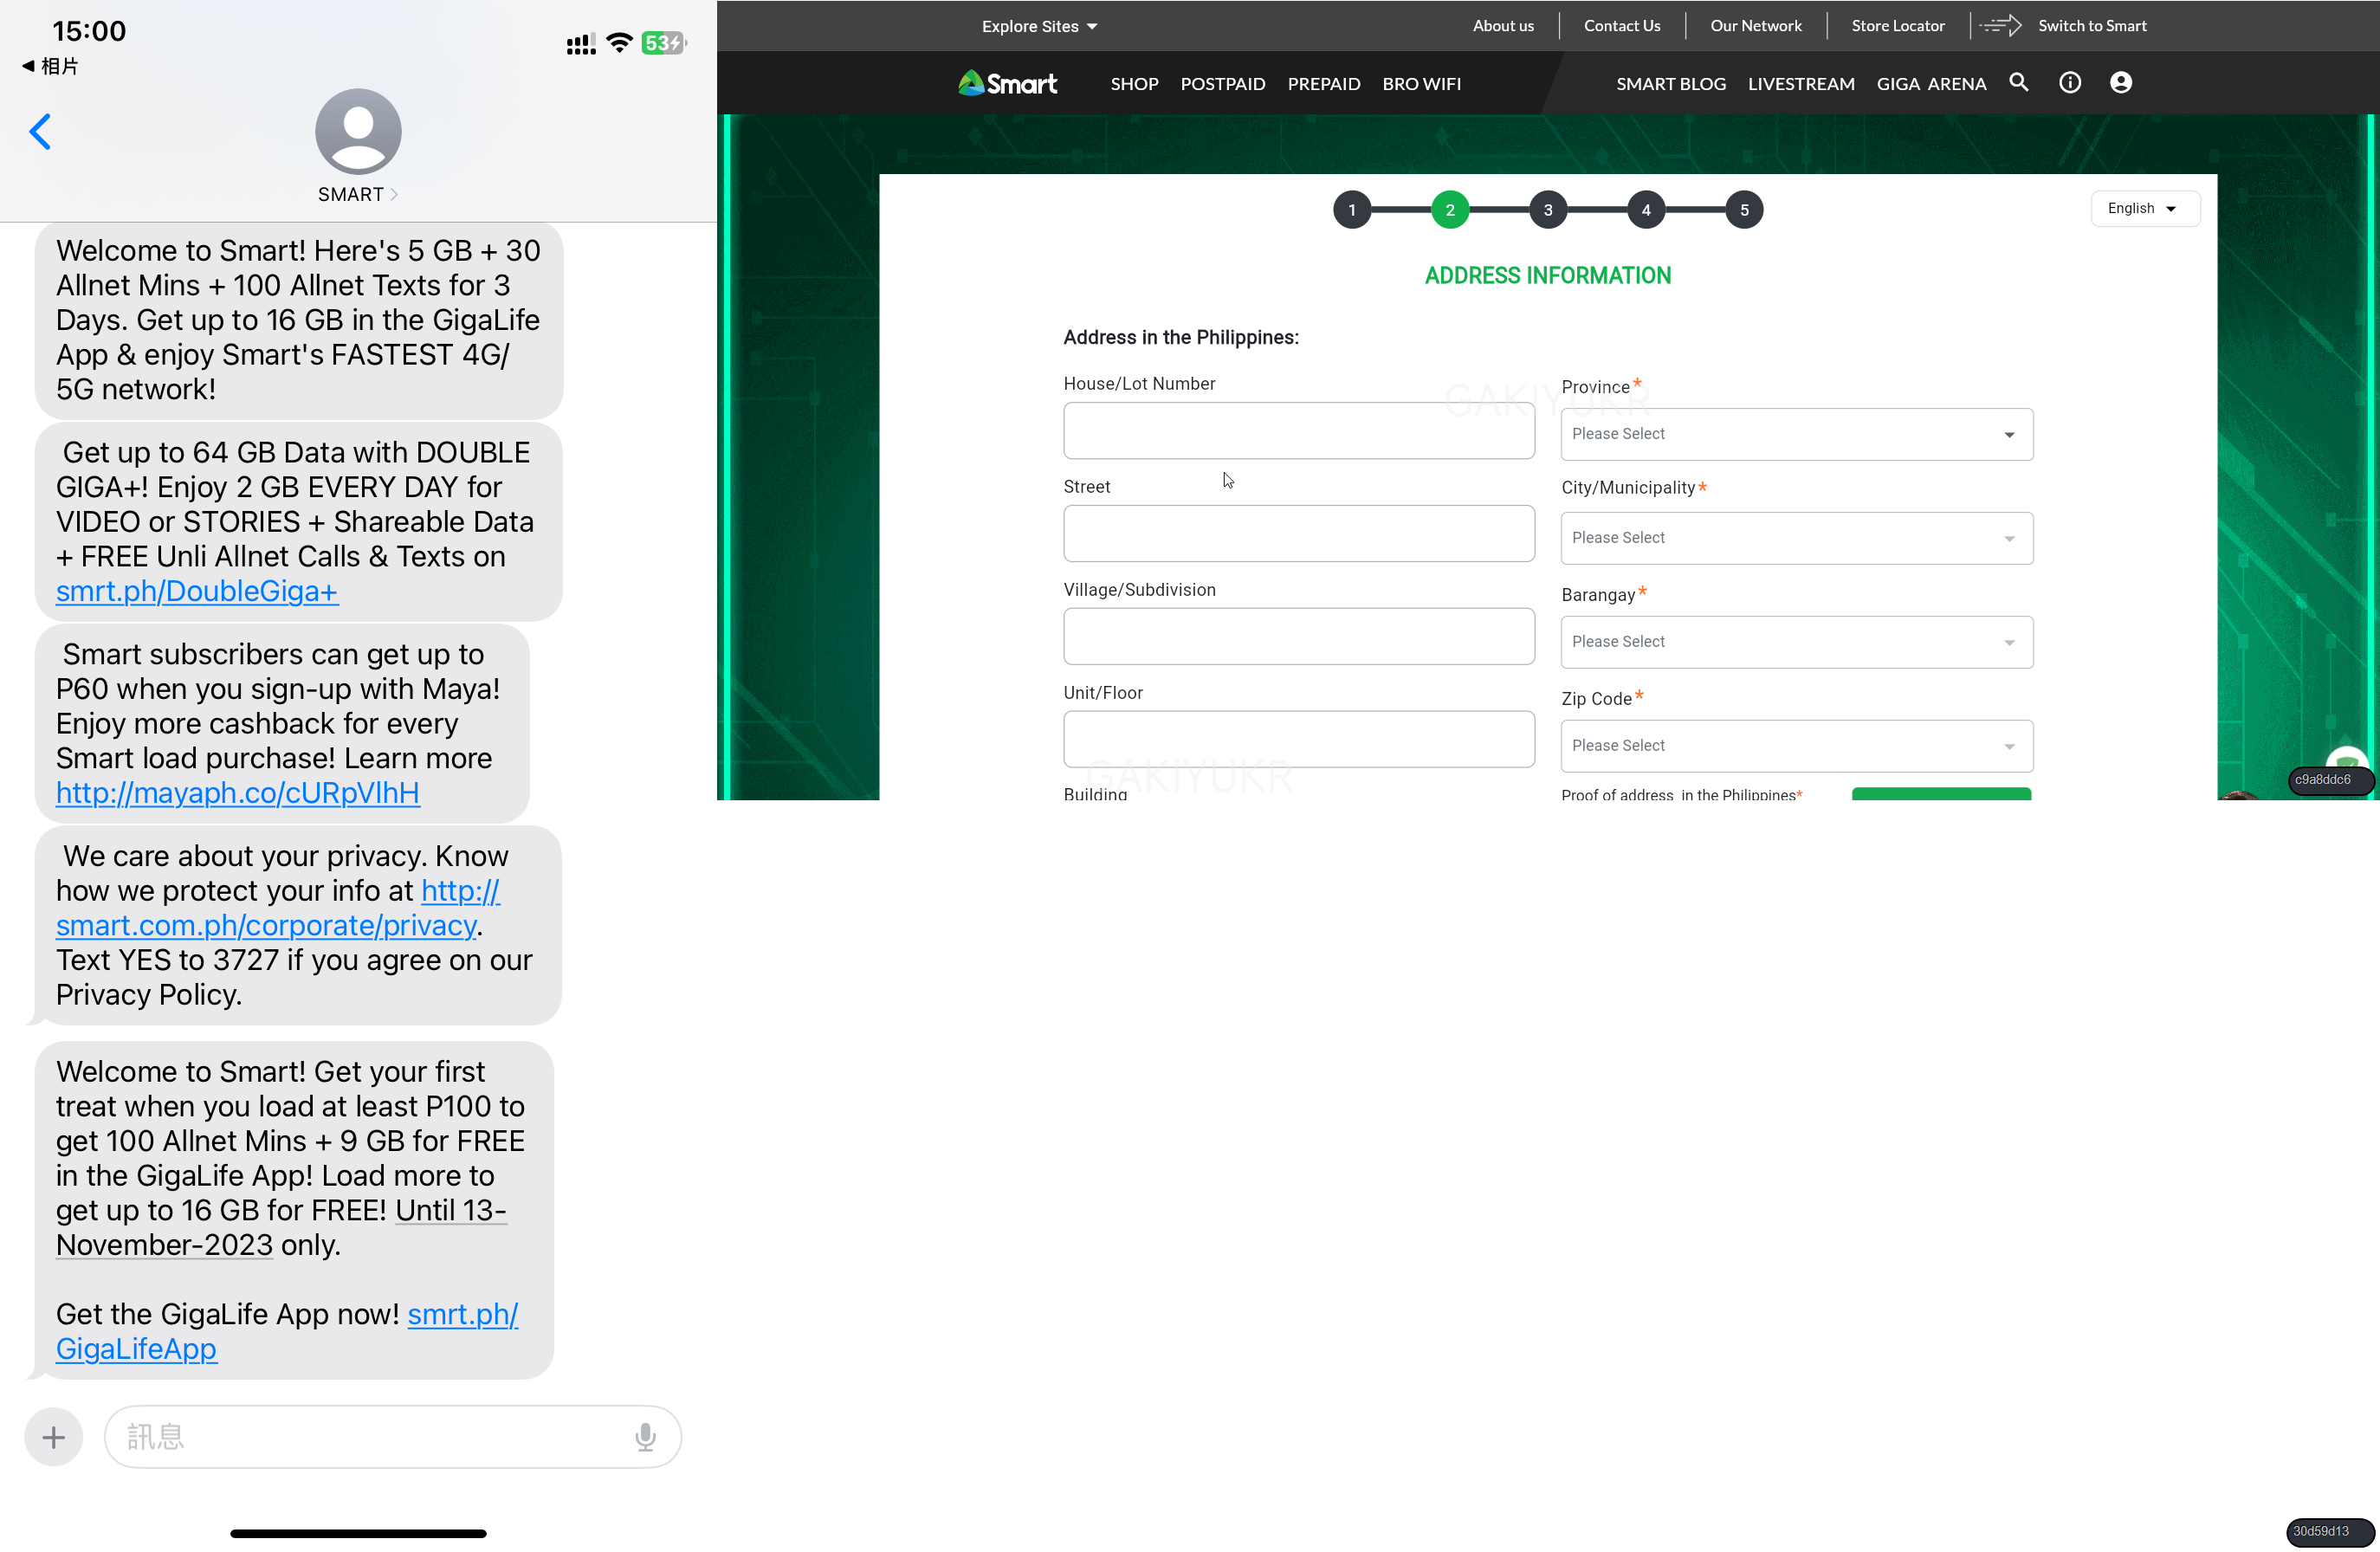 15:00
53
◀ 相片
SMART
Welcome to Smart! Here's 5 GB + 30
Allnet Mins + 100 Allnet Texts for 3
Days. Get up to 16 GB in the GigaLife
App & enjoy Smart's FASTEST 4G/
5G network!
Get up to 64 GB Data with DOUBLE
GIGA+! Enjoy 2 GB EVERY DAY for
VIDEO or STORIES + Shareable Data
+ FREE Unli Allnet Calls & Texts on
smrt.ph/DoubleGiga+
Smart subscribers can get up to
P60 when you sign-up with Maya!
Enjoy more cashback for every
Smart load purchase! Learn more
http://mayaph.co/cURpVlhH
We care about your privacy. Know
how we protect your info at http://
smart.com.ph/corporate/privacy.
Text YES to 3727 if you agree on our
Privacy Policy.
Welcome to Smart! Get your first
treat when you load at least P100 to
get 100 Allnet Mins + 9 GB for FREE
in the GigaLife App! Load more to
get up to 16 GB for FREE! Until 13-
November-2023 only.
Get the GigaLife App now! smrt.ph/
GigaLifeApp
訊息
Explore Sites
About us
Contact Us
Our Network
Store Locator
Switch to Smart
Smart
SHOP
POSTPAID
PREPAID
BRO WIFI
SMART BLOG
LIVESTREAM
GIGA ARENA
1
2
3
4
5
English
ADDRESS INFORMATION
Address in the Philippines:
House/Lot Number
Street
Village/Subdivision
Unit/Floor
Building
Province*
Please Select
City/Municipality*
Please Select
Barangay*
Please Select
Zip Code*
Please Select
Proof of address in the Philippines*
GAKIYUKR
GAKIYUKR
c9a8ddc6
30d59d13